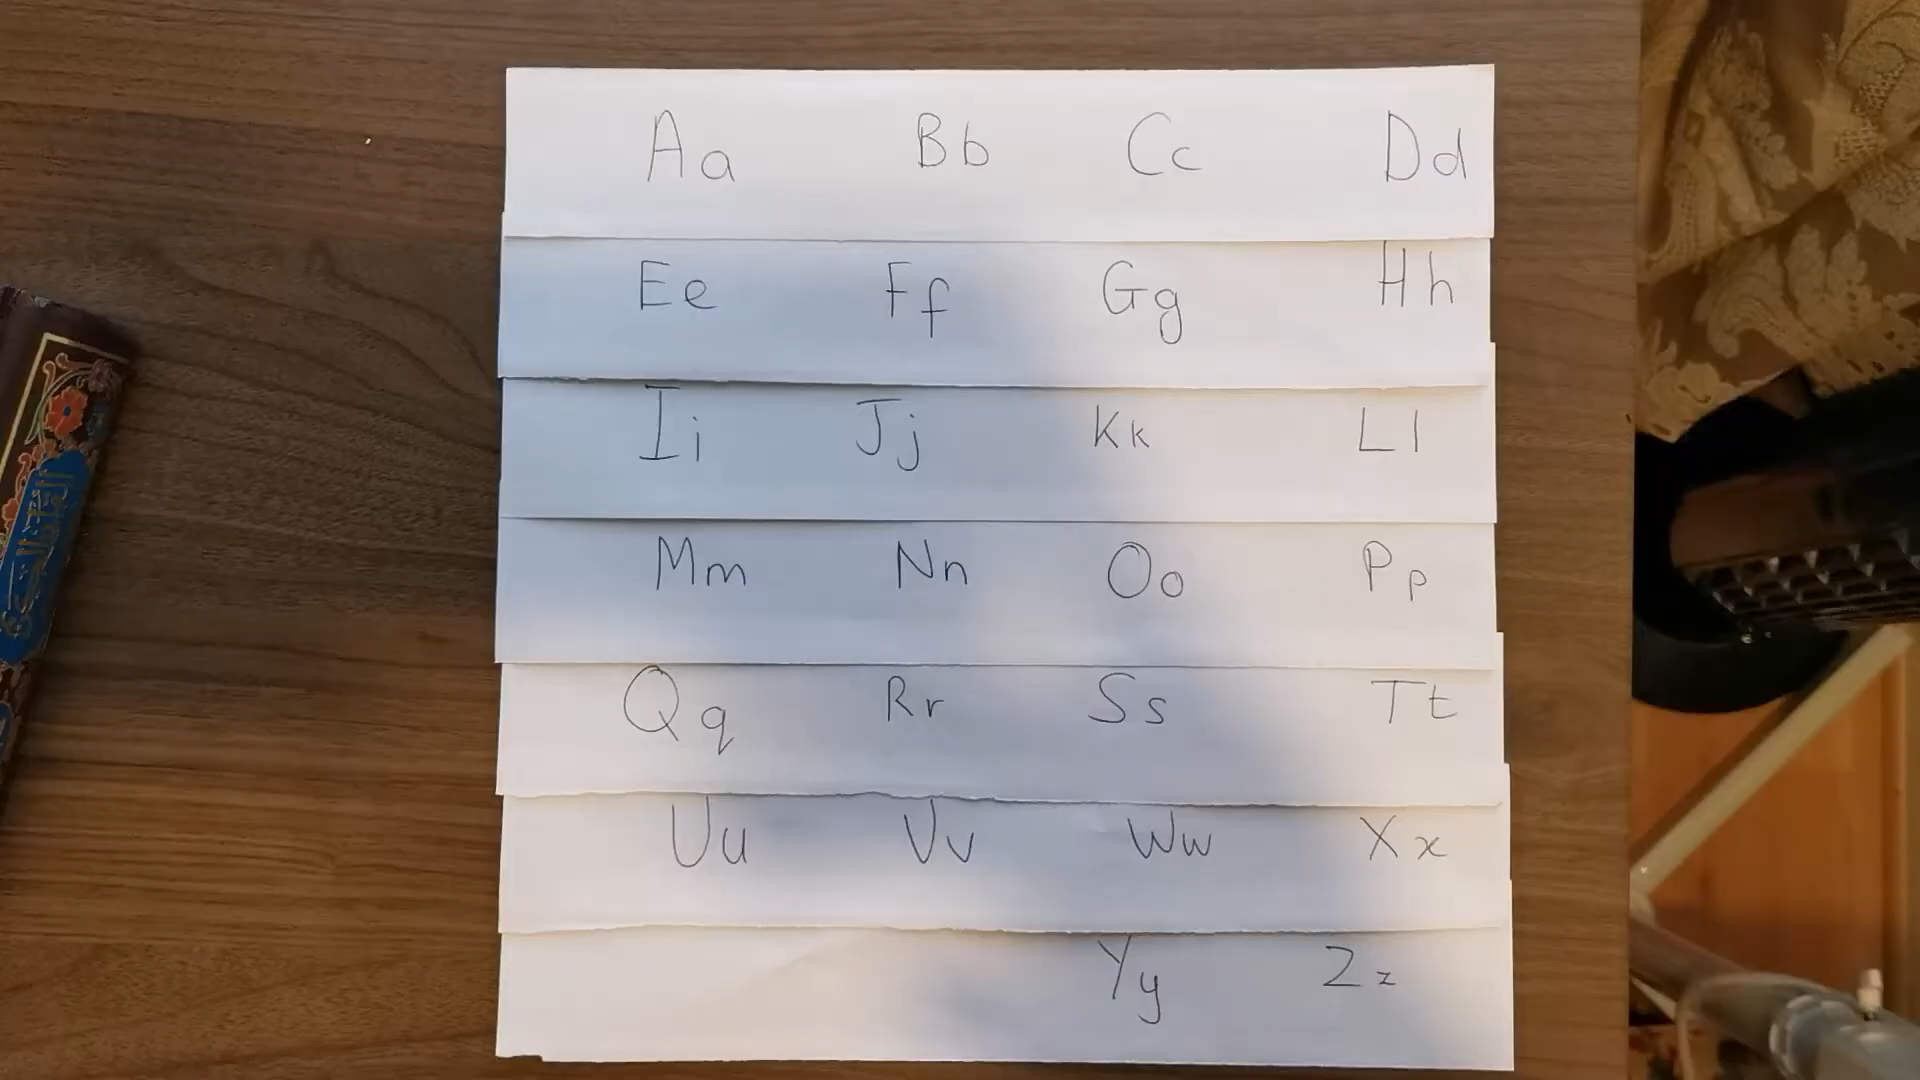 Aa Bb Cc Dd
Ee Ff Gg Hh
Ii Jj Kk Ll
Mm Nn Oo Pp
Qq Rr Ss Tt
Uu Vv Ww Xx
Yy Zz